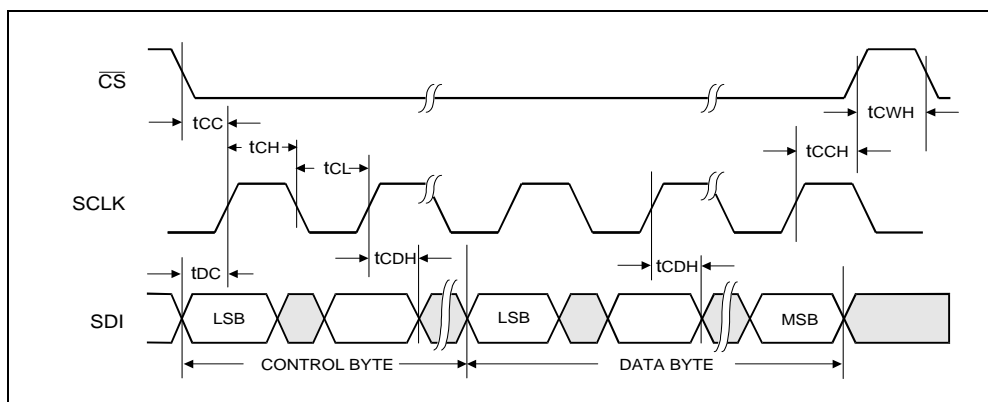 CS
tCC
tCWH
tCH
tCCH
tCL
SCLK
tDC
tCDH
tCDH
SDI
LSB
LSB
MSB
CONTROL BYTE
DATA BYTE